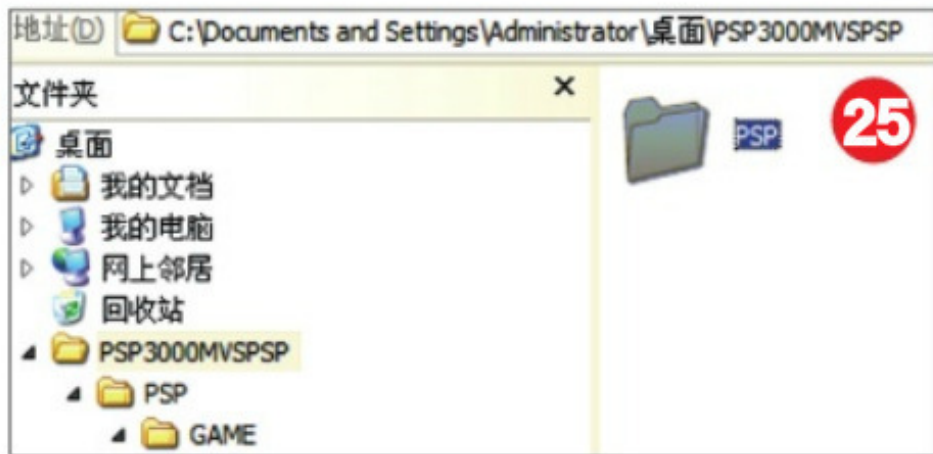 地址(D) C:\Documents and Settings\Administrator\桌面\PSP3000MVSPSP
文件夹
桌面
我的文档
我的电脑
网上邻居
回收站
PSP3000MVSPSP
PSP
GAME
PSP
25